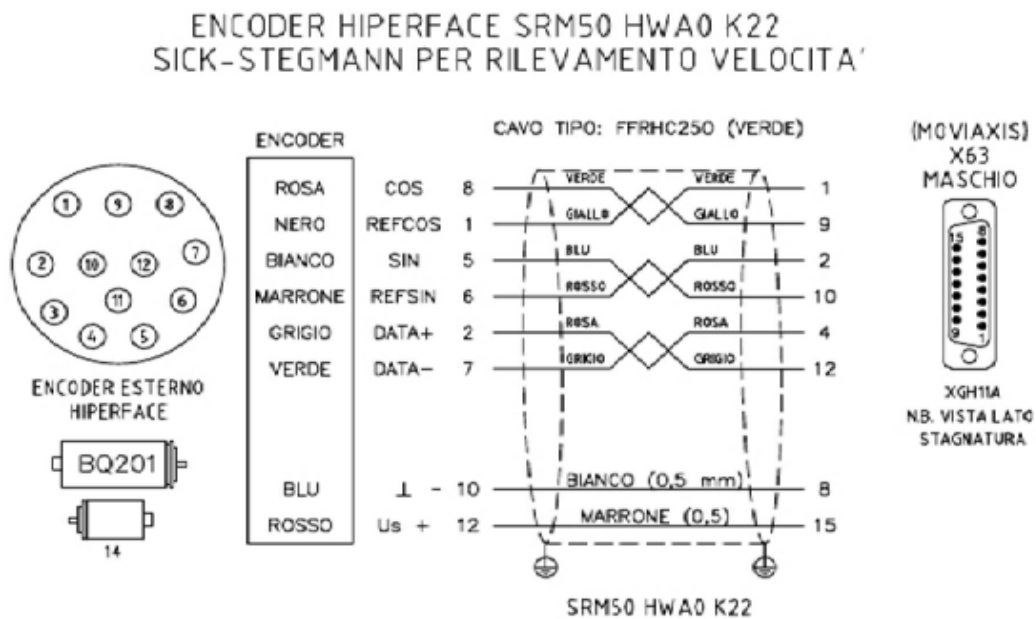 ENCODER HIPERFACE SRM50 HWA0 K22
SICK-STEGMANN PER RILEVAMENTO VELOCITA'
ENCODER
CAVO TIPO: FFRHC250 (VERDE)
(MOVIAXIS)
X63
MASCHIO
1 9 8
2 10 12 7
3 11 6
4 5
ENCODER ESTERNO
HIPERFACE
BQ201
14
ROSA COS 8 VERDE VERDE 1
NERO REFCOS 1 GIALLO GIALLO 9
BIANCO SIN 5 BLU BLU 2
MARRONE REFSIN 6 ROSSO ROSSO 10
GRIGIO DATA+ 2 ROSA ROSA 4
VERDE DATA- 7 GRIGIO GRIGIO 12
BLU ⊥ - 10 BIANCO (0,5 mm) 8
ROSSO Us + 12 MARRONE (0,5) 15
SRM50 HWA0 K22
15 8
9 1
XGH11A
N.B. VISTA LATO
STAGNATURA